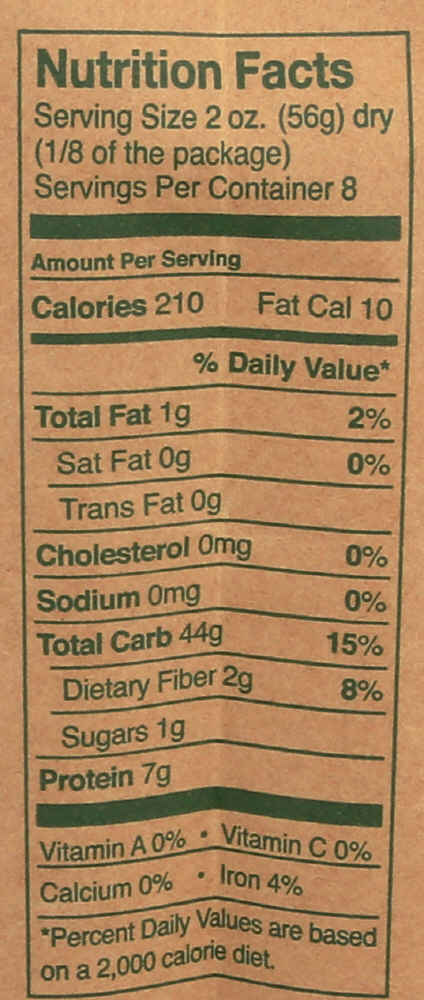 Nutrition Facts
Serving Size 2 oz. (56g) dry
(1/8 of the package)
Servings Per Container 8
Amount Per Serving
Calories 210 Fat Cal 10
% Daily Value*
Total Fat 1g 2%
Sat Fat 0g 0%
Trans Fat 0g
Cholesterol 0mg 0%
Sodium 0mg 0%
Total Carb 44g 15%
Dietary Fiber 2g 8%
Sugars 1g
Protein 7g
Vitamin A 0% • Vitamin C 0%
Calcium 0% • Iron 4%
*Percent Daily Values are based
on a 2,000 calorie diet.